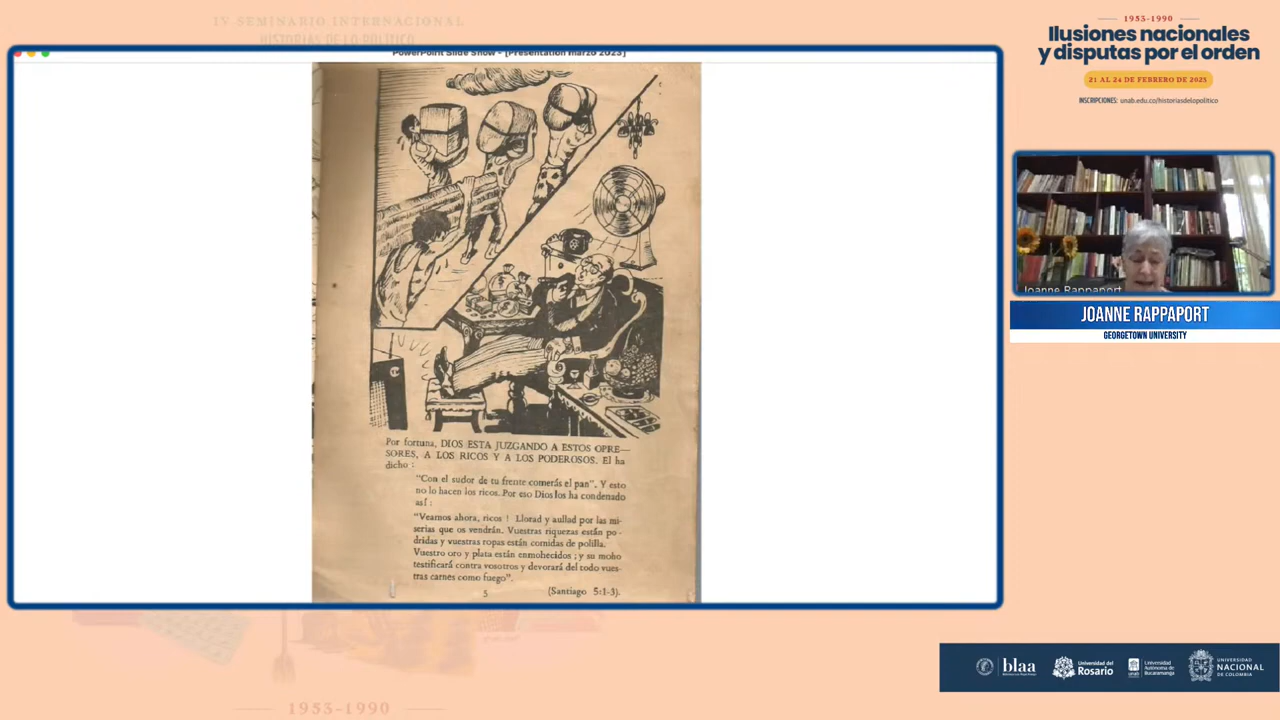 IV SEMINARIO INTERNACIONAL
HISTORIAS DE LO POLÍTICO
PowerPoint Slide Show - [Presentation marzo 2023]
Por fortuna, DIOS ESTA JUZGANDO A ESTOS OPRE—
SORES, A LOS RICOS Y A LOS PODEROSOS. El ha
dicho :
"Con el sudor de tu frente comerás el pan". Y esto
no lo hacen los ricos. Por eso Dios los ha condenado
así :
"Veamos ahora, ricos ! Llorad y aullad por las mi-
serias que os vendrán. Vuestras riquezas están po-
dridas y vuestras ropas están comidas de polilla.
Vuestro oro y plata están enmohecidos ; y su moho
testificará contra vosotros y devorará del todo vues-
tras carnes como fuego".
5 (Santiago 5:1-3).
1953-1990
Ilusiones nacionales
y disputas por el orden
21 AL 24 DE FEBRERO DE 2023
INSCRIPCIONES: unab.edu.co/historiasdelopolitico
Joanne Rappaport
JOANNE RAPPAPORT
GEORGETOWN UNIVERSITY
blaa
Universidad del
Rosario
unab
Universidad
Autónoma de
Bucaramanga
UNIVERSIDAD
NACIONAL
DE COLOMBIA
1953-1990